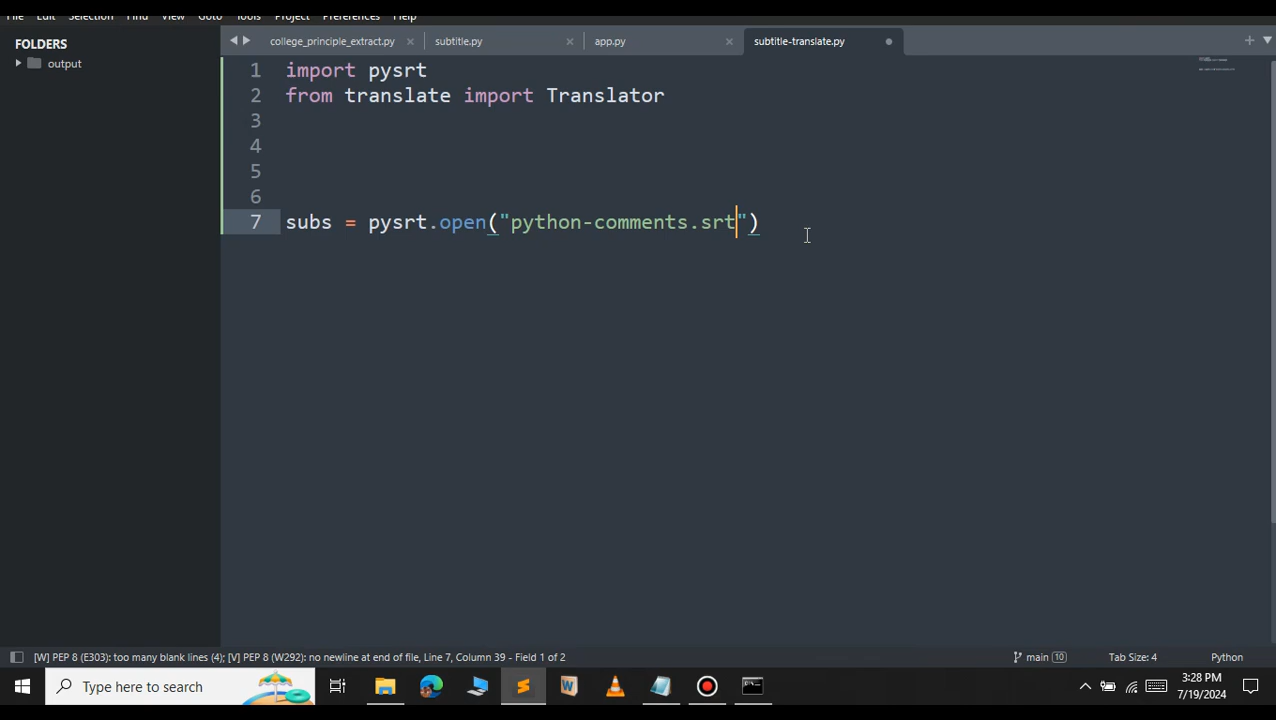 File Edit Selection Find View Goto Tools Project Preferences Help
FOLDERS
output
college_principle_extract.py
subtitle.py
app.py
subtitle-translate.py
1 import pysrt
2 from translate import Translator
3
4
5
6
7 subs = pysrt.open("python-comments.srt")
[W] PEP 8 (E303): too many blank lines (4); [V] PEP 8 (W292): no newline at end of file, Line 7, Column 39 - Field 1 of 2
main 10
Tab Size: 4
Python
Type here to search
3:28 PM
7/19/2024